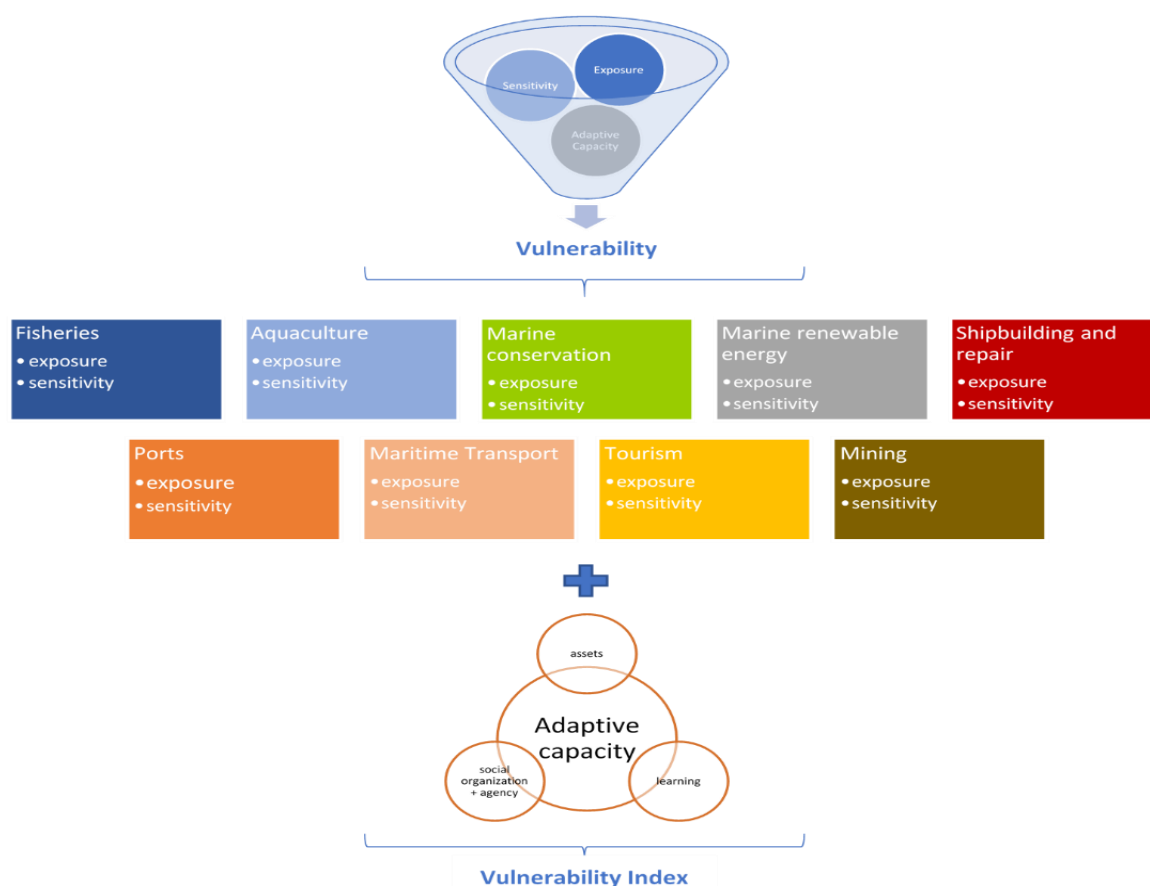 Exposure
Sensitivity
Adaptive
Capacity
Vulnerability
Fisheries
• exposure
• sensitivity
Aquaculture
• exposure
• sensitivity
Marine
conservation
• exposure
• sensitivity
Marine renewable
energy
• exposure
• sensitivity
Shipbuilding and
repair
• exposure
• sensitivity
Ports
• exposure
• sensitivity
Maritime Transport
• exposure
• sensitivity
Tourism
• exposure
• sensitivity
Mining
• exposure
• sensitivity
assets
Adaptive
capacity
social
organization
+ agency
learning
Vulnerability Index